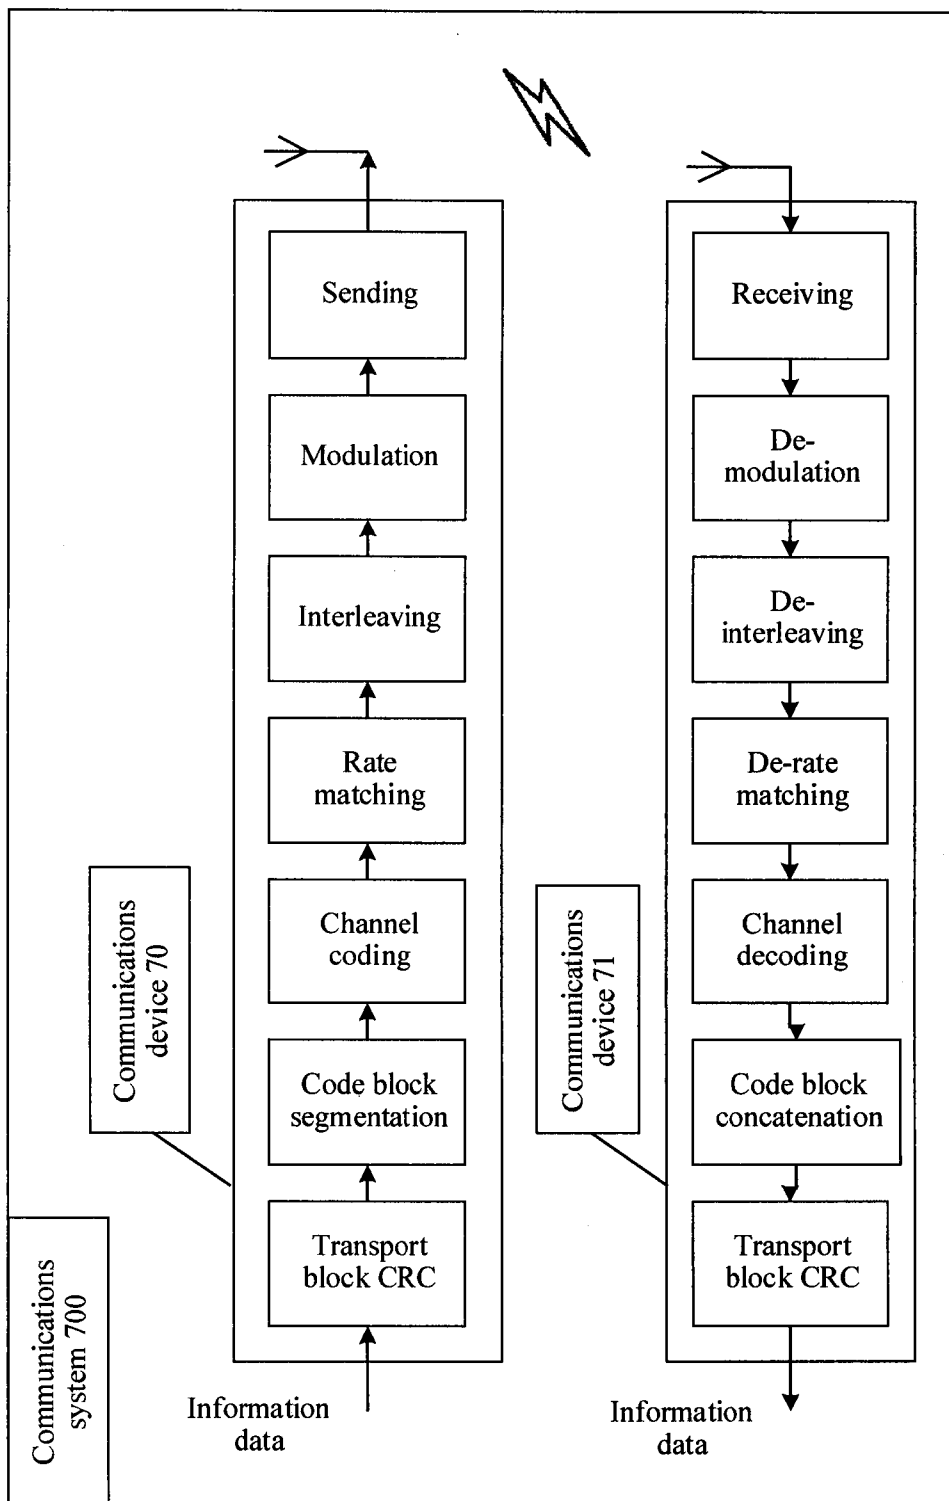 Sending
Modulation
Interleaving
Rate
matching
Channel
coding
Code block
segmentation
Transport
block CRC
Information
data
Communications
device 70
Receiving
De-
modulation
De-
interleaving
De-rate
matching
Channel
decoding
Code block
concatenation
Transport
block CRC
Information
data
Communications
device 71
Communications
system 700